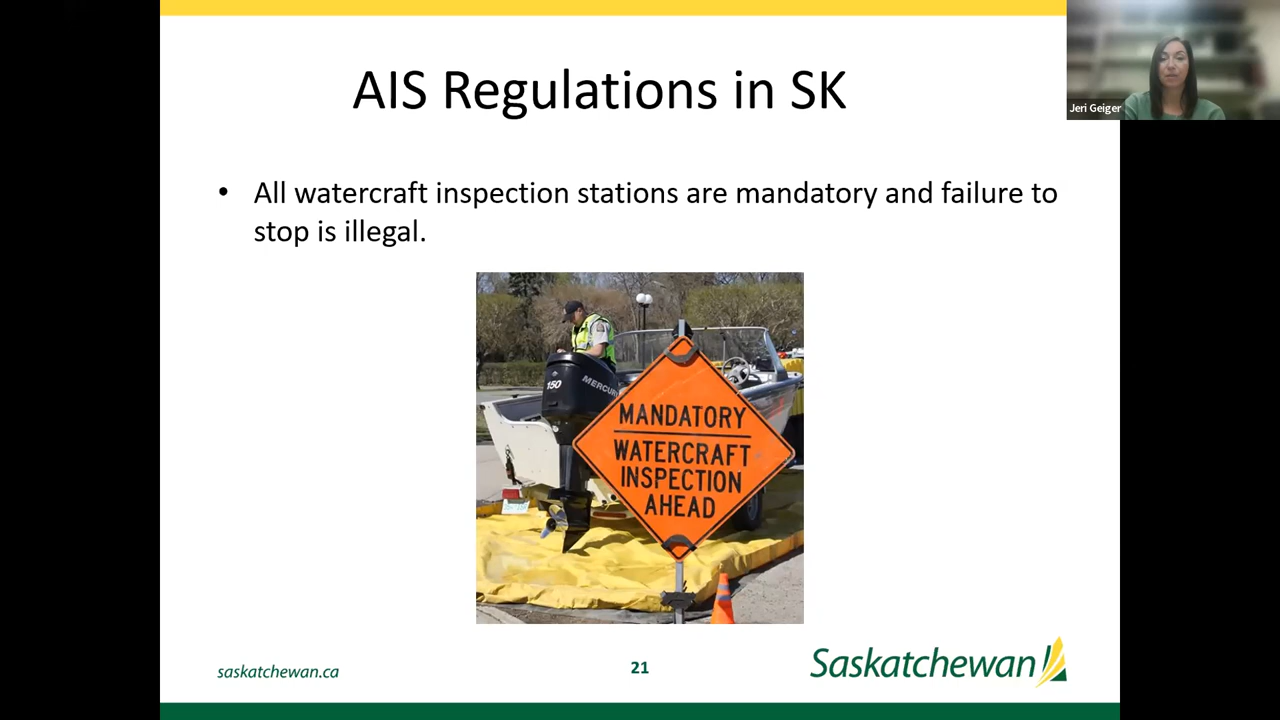 AIS Regulations in SK
Jeri Geiger
• All watercraft inspection stations are mandatory and failure to
stop is illegal.
150
MERCURY
MANDATORY
WATERCRAFT
INSPECTION
AHEAD
saskatchewan.ca
21
Saskatchewan